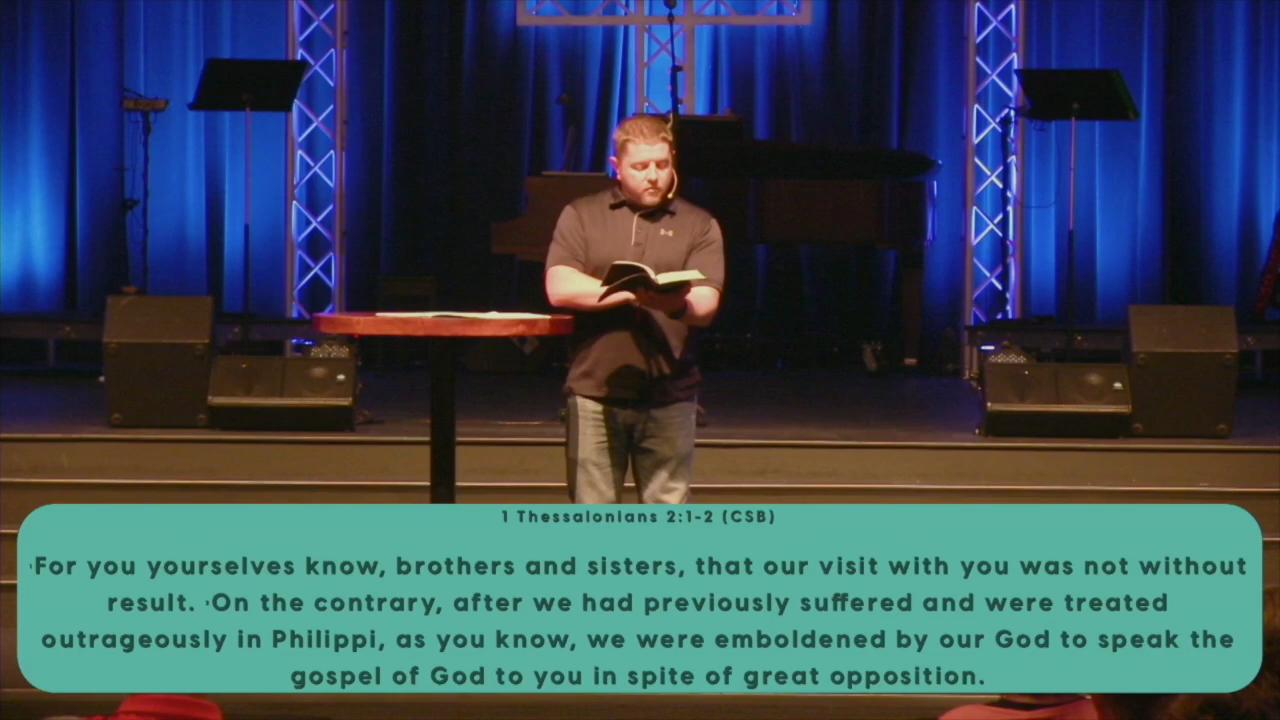 1 Thessalonians 2:1-2 (CSB)
For you yourselves know, brothers and sisters, that our visit with you was not without
result. On the contrary, after we had previously suffered and were treated
outrageously in Philippi, as you know, we were emboldened by our God to speak the
gospel of God to you in spite of great opposition.